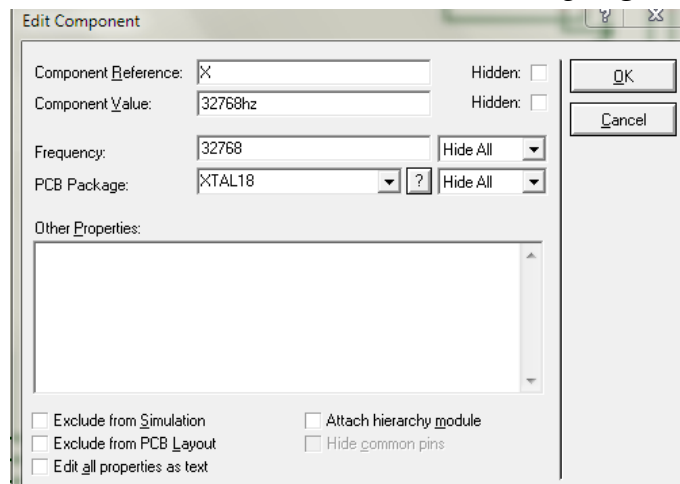 Edit Component
? X
Component Reference: X Hidden:
Component Value: 32768hz Hidden:
OK
Cancel
Frequency: 32768 Hide All
PCB Package: XTAL18 ? Hide All
Other Properties:
Exclude from Simulation Attach hierarchy module
Exclude from PCB Layout Hide common pins
Edit all properties as text